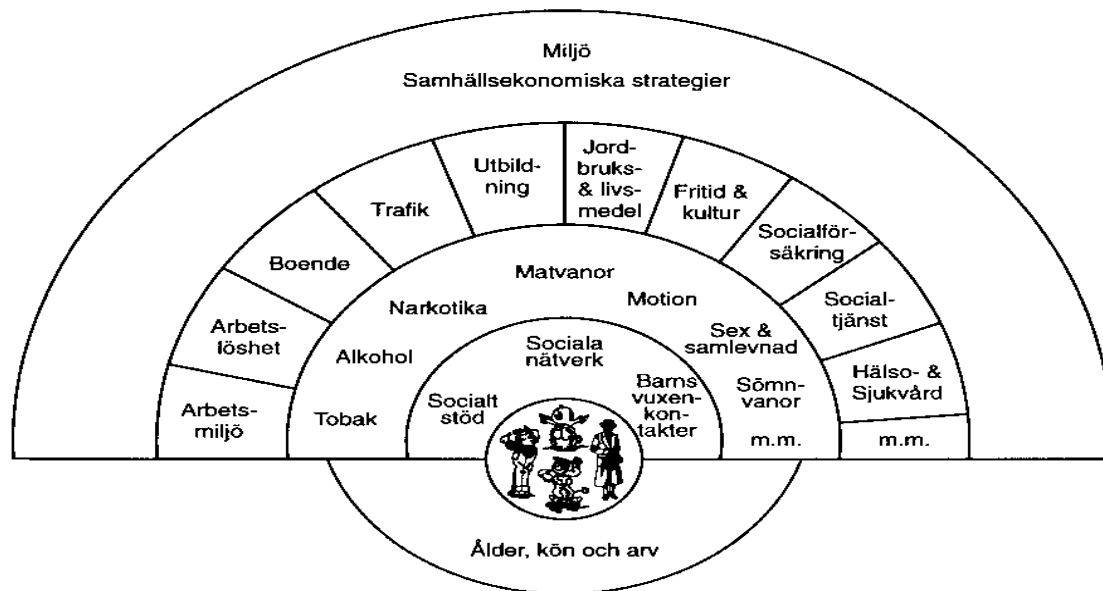 Miljö
Samhällsekonomiska strategier
Arbets-
miljö
Arbets-
löshet
Boende
Trafik
Utbild-
ning
Jord-
bruks-
& livs-
medel
Fritid &
kultur
Socialför-
säkring
Social-
tjänst
Hälso- &
Sjukvård
m.m.
Tobak
Alkohol
Narkotika
Matvanor
Motion
Sex &
samlevnad
Sömn-
vanor
m.m.
Socialt
stöd
Sociala
nätverk
Barns
vuxen-
kon-
takter
Ålder, kön och arv